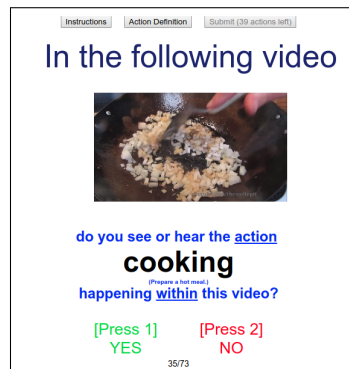 Instructions Action Definition Submit (39 actions left)
In the following video
do you see or hear the action
cooking
(Prepare a hot meal.)
happening within this video?
[Press 1] [Press 2]
YES NO
35/73